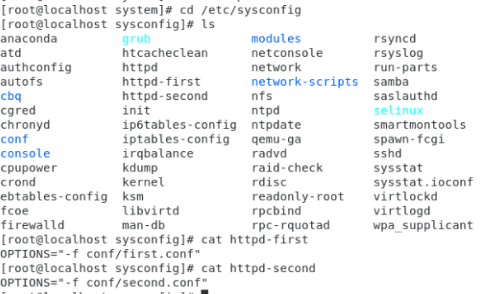 [root@localhost system]# cd /etc/sysconfig
[root@localhost sysconfig]# ls
anaconda grub modules rsyncd
atd htcacheclean netconsole rsyslog
authconfig httpd network run-parts
autofs httpd-first network-scripts samba
cbq httpd-second nfs saslauthd
cgred init ntpd selinux
chronyd ip6tables-config ntpdate smartmontools
conf iptables-config qemu-ga spawn-fcgi
console irqbalance radvd sshd
cpupower kdump raid-check sysstat
crond kernel rdisc sysstat.ioconf
ebtables-config ksm readonly-root virtlockd
fcoe libvirtd rpcbind virtlogd
firewalld man-db rpc-rquotad wpa_supplicant
[root@localhost sysconfig]# cat httpd-first
OPTIONS="-f conf/first.conf"
[root@localhost sysconfig]# cat httpd-second
OPTIONS="-f conf/second.conf"